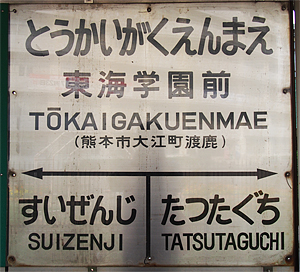 とうかいがくえんまえ
東海学園前
TŌKAIGAKUENMAE
(熊本市大江町渡鹿)
すいぜんじ たつたぐち
SUIZENJI TATSUTAGUCHI